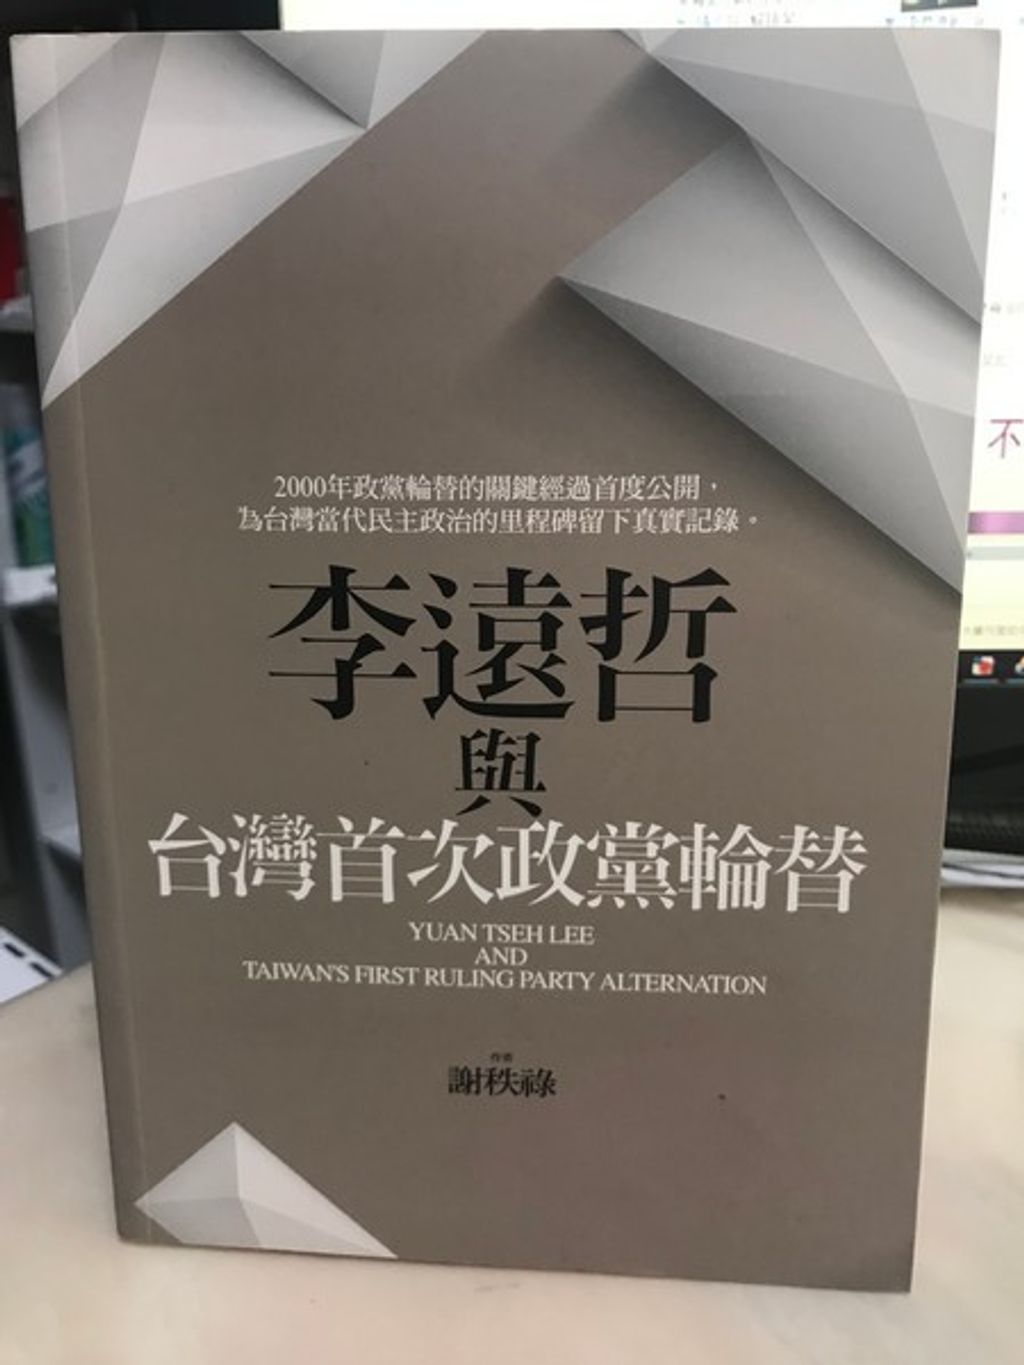 2000年政黨輪替的關鍵經過首度公開，
為台灣當代民主政治的里程碑留下真實記錄。
李遠哲
與
台灣首次政黨輪替
YUAN TSEH LEE
AND
TAIWAN'S FIRST RULING PARTY ALTERNATION
作者
謝秩祿
不